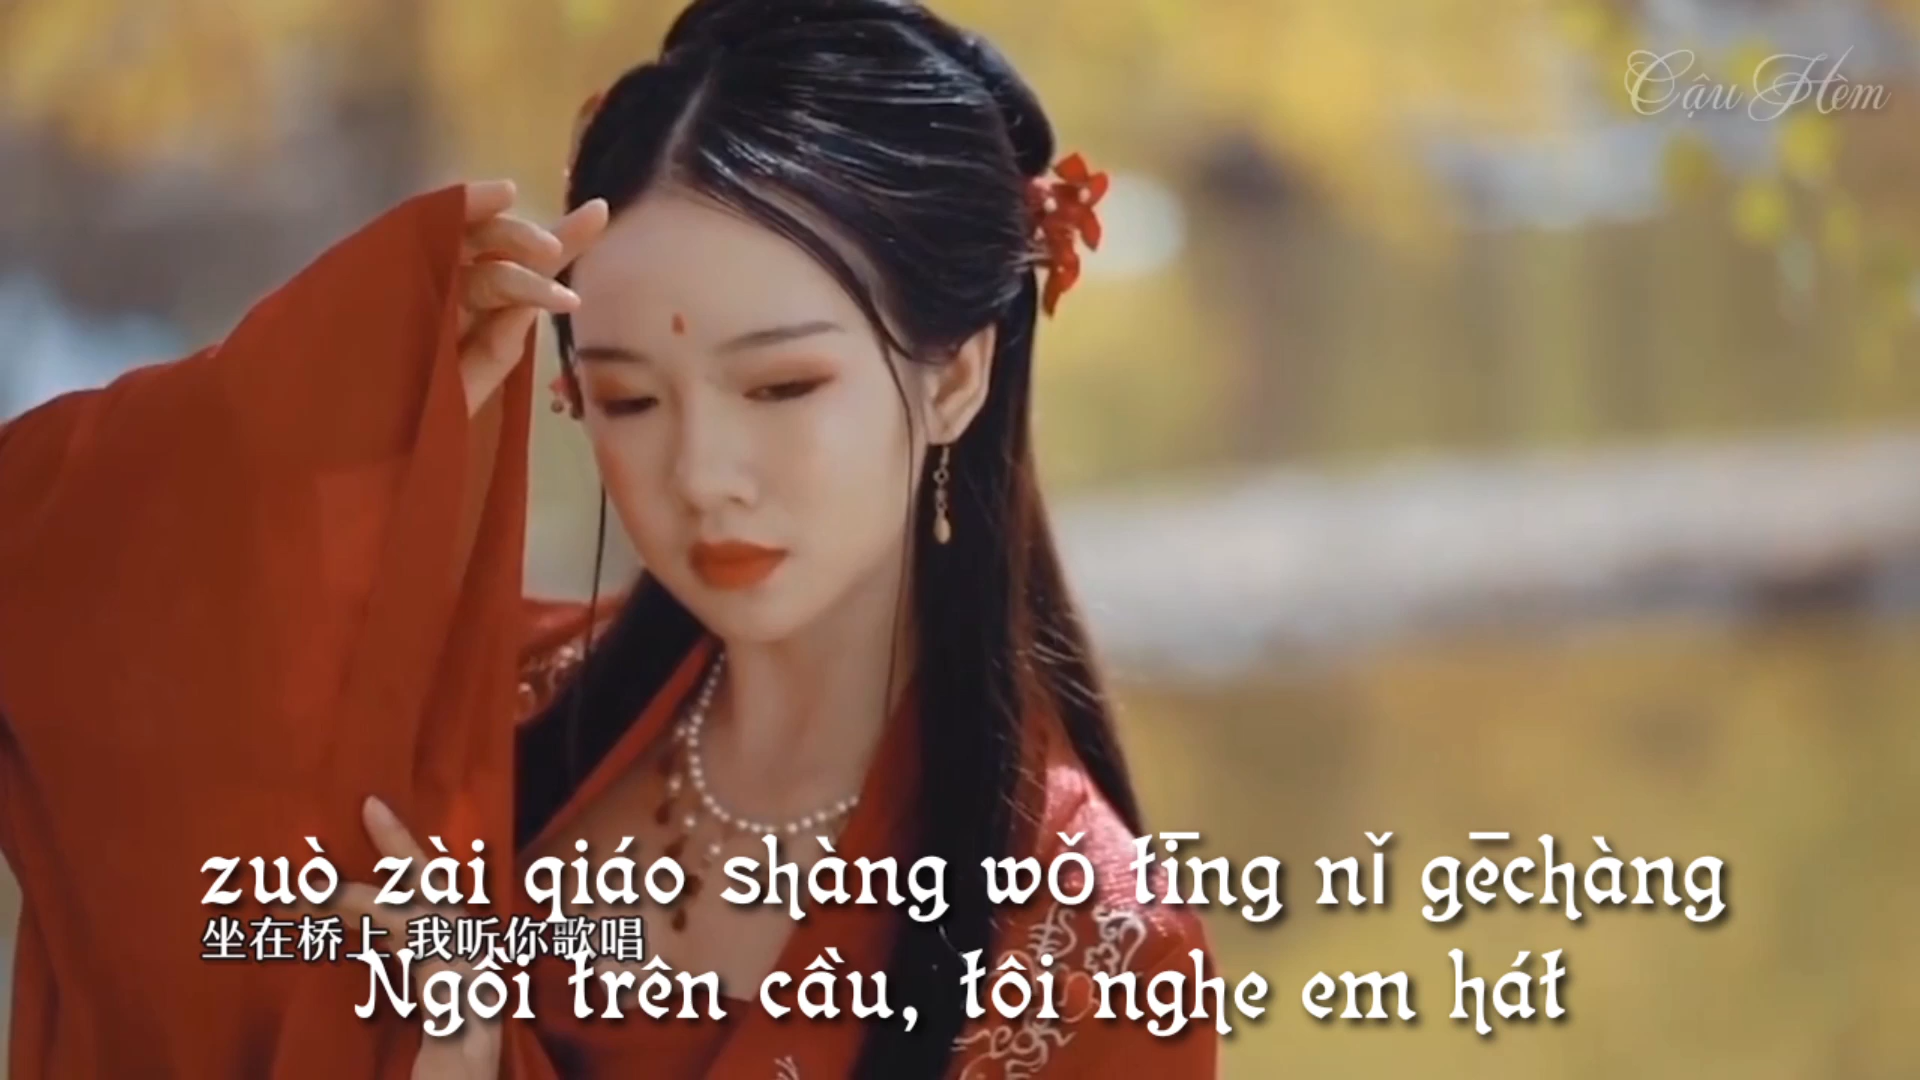 Cậu Hèm
zuò zài qiáo shàng wǒ tīng nǐ gēchàng
坐在桥上 我听你歌唱
Ngồi trên cầu, tôi nghe em hát